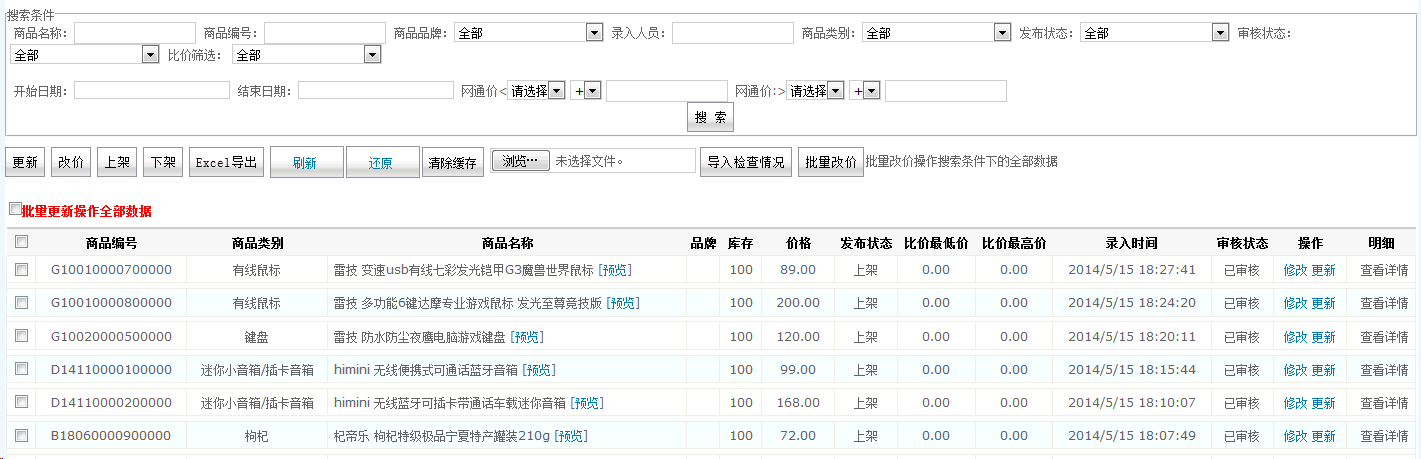 搜索条件
商品名称: 商品编号: 商品品牌: 全部 录入人员: 商品类别: 全部 发布状态: 全部 审核状态:
全部 比价筛选: 全部
开始日期: 结束日期: 网通价< 请选择 + 网通价:> 请选择 +
搜 索
更新 改价 上架 下架 Excel导出 刷新 还原 清除缓存 浏览… 未选择文件。 导入检查情况 批量改价 批量改价操作搜索条件下的全部数据
批量更新操作全部数据
商品编号 商品类别 商品名称 品牌 库存 价格 发布状态 比价最低价 比价最高价 录入时间 审核状态 操作 明细
G10010000700000 有线鼠标 雷技 变速usb有线七彩发光铠甲G3魔兽世界鼠标 [预览] 100 89.00 上架 0.00 0.00 2014/5/15 18:27:41 已审核 修改 更新 查看详情
G10010000800000 有线鼠标 雷技 多功能6键达摩专业游戏鼠标 发光至尊竞技版 [预览] 100 200.00 上架 0.00 0.00 2014/5/15 18:24:20 已审核 修改 更新 查看详情
G10020000500000 键盘 雷技 防水防尘夜鹰电脑游戏键盘 [预览] 100 120.00 上架 0.00 0.00 2014/5/15 18:20:11 已审核 修改 更新 查看详情
D14110000100000 迷你小音箱/插卡音箱 himini 无线便携式可通话蓝牙音箱 [预览] 100 99.00 上架 0.00 0.00 2014/5/15 18:15:44 已审核 修改 更新 查看详情
D14110000200000 迷你小音箱/插卡音箱 himini 无线蓝牙可插卡带通话车载迷你音箱 [预览] 100 168.00 上架 0.00 0.00 2014/5/15 18:10:07 已审核 修改 更新 查看详情
B18060000900000 枸杞 杞帝乐 枸杞特级极品宁夏特产罐装210g [预览] 100 72.00 上架 0.00 0.00 2014/5/15 18:07:49 已审核 修改 更新 查看详情